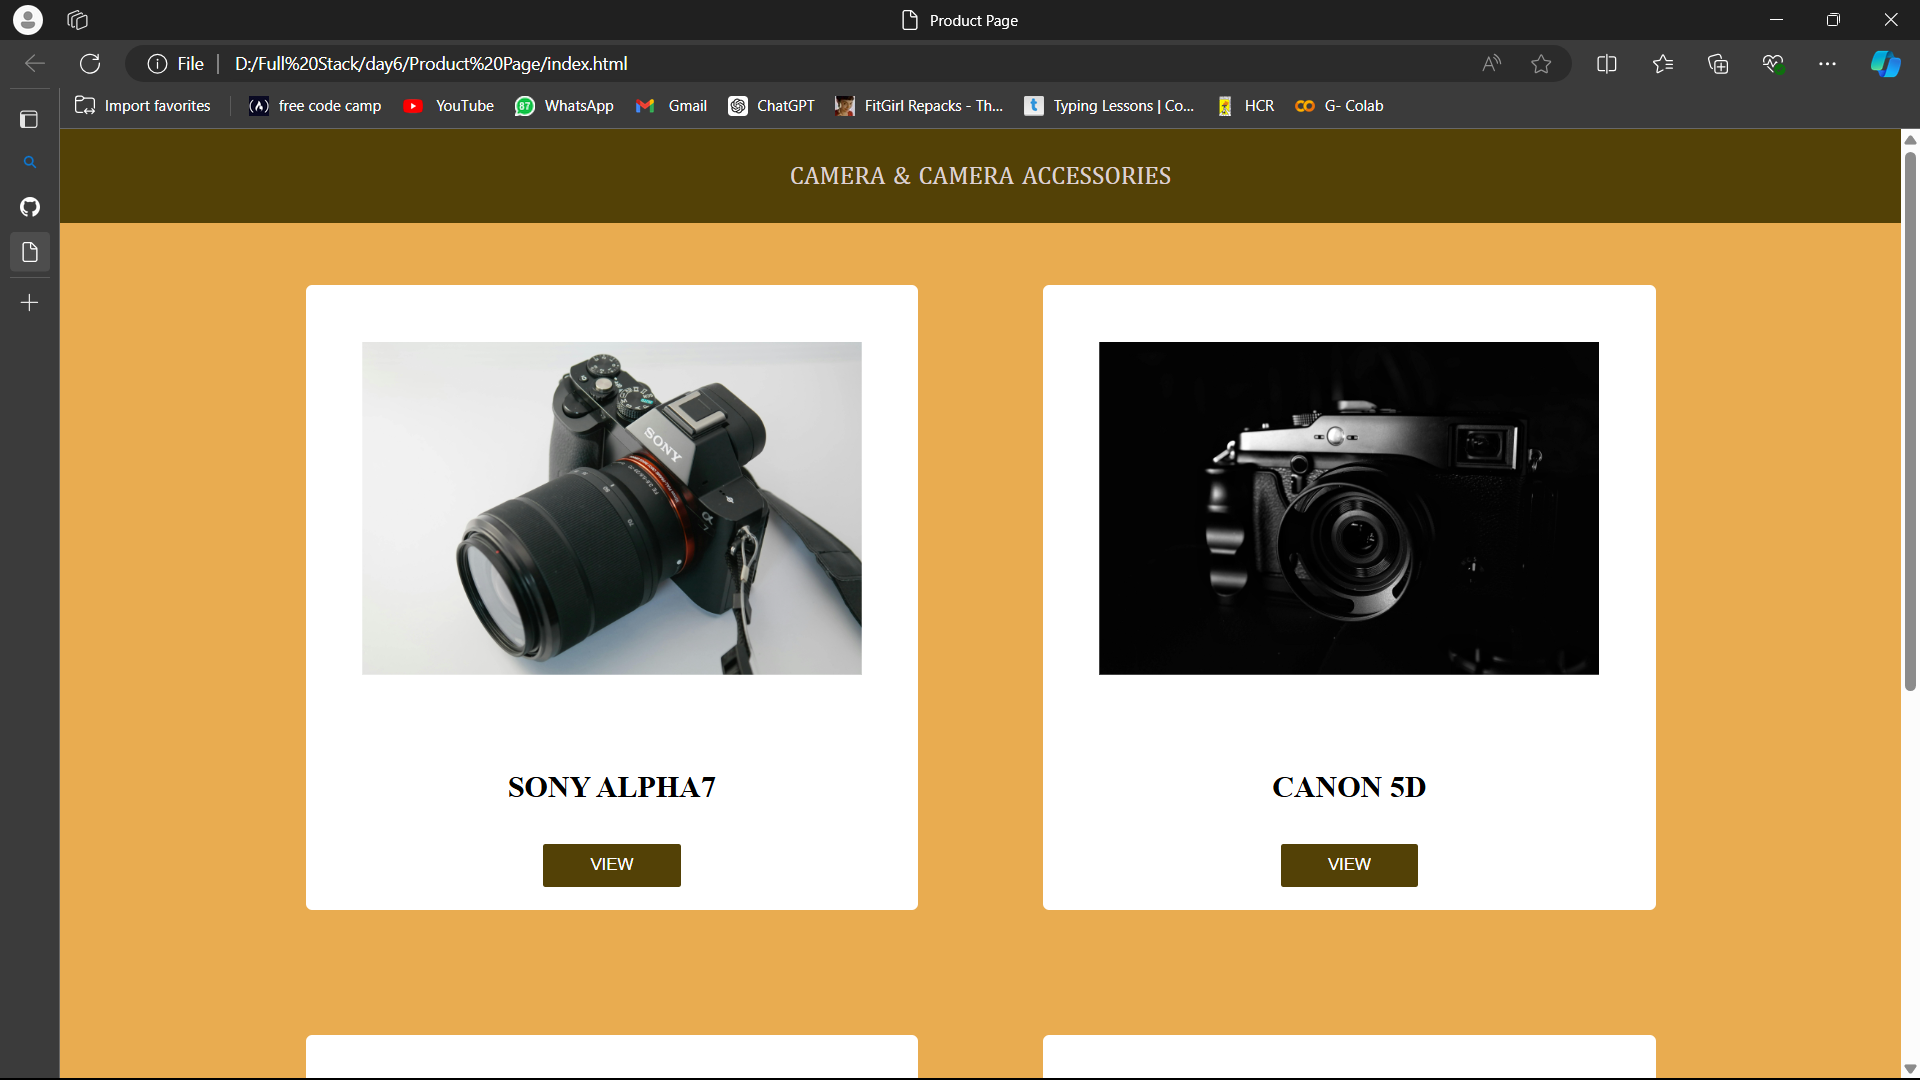 Product Page
File
D:/Full%20Stack/day6/Product%20Page/index.html
Import favorites
free code camp
YouTube
87
WhatsApp
Gmail
ChatGPT
FitGirl Repacks - Th...
t
Typing Lessons | Co...
HCR
G- Colab
CAMERA & CAMERA ACCESSORIES
SONY
SONY ALPHA7
CANON 5D
VIEW
VIEW